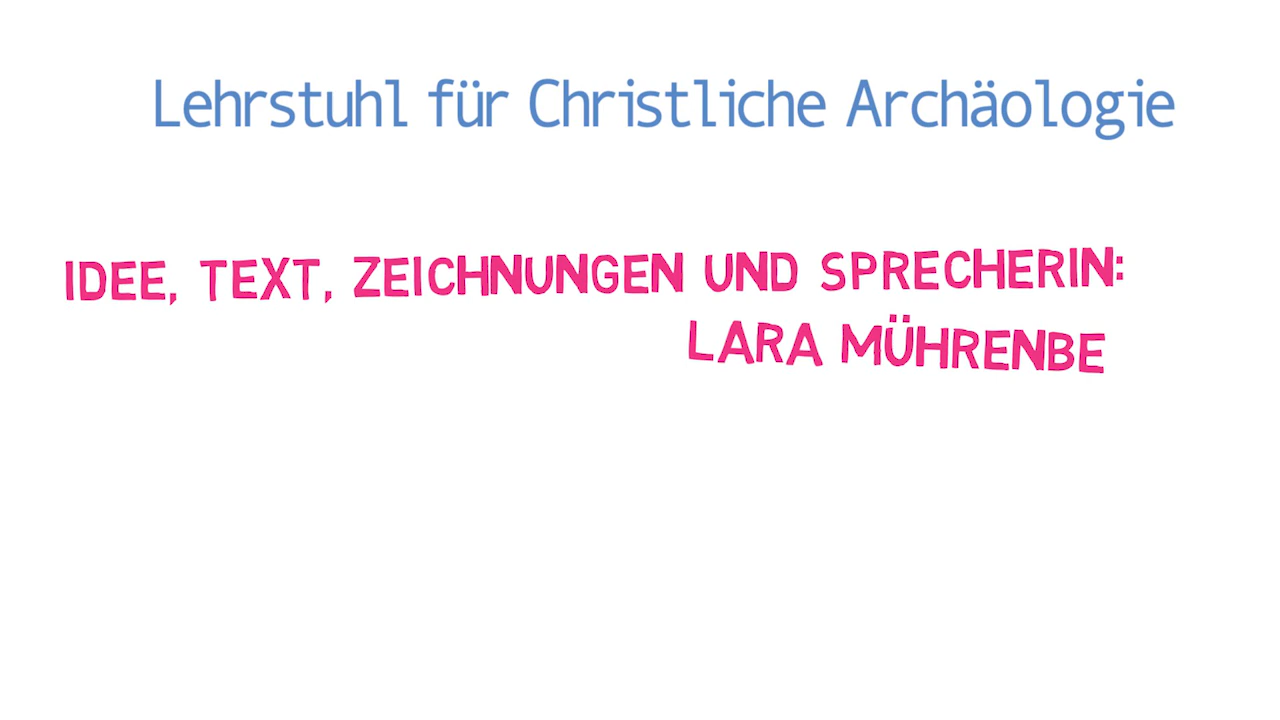 Lehrstuhl für Christliche Archäologie
IDEE, TEXT, ZEICHNUNGEN UND SPRECHERIN:
LARA MÜHRENBE